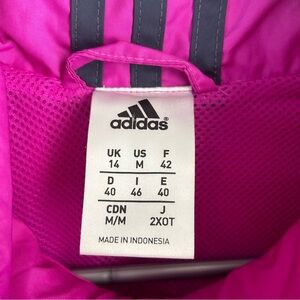 adidas
UK US F
14 M 42
D I E
40 46 40
CDN J
M/M 2XOT
MADE IN INDONESIA